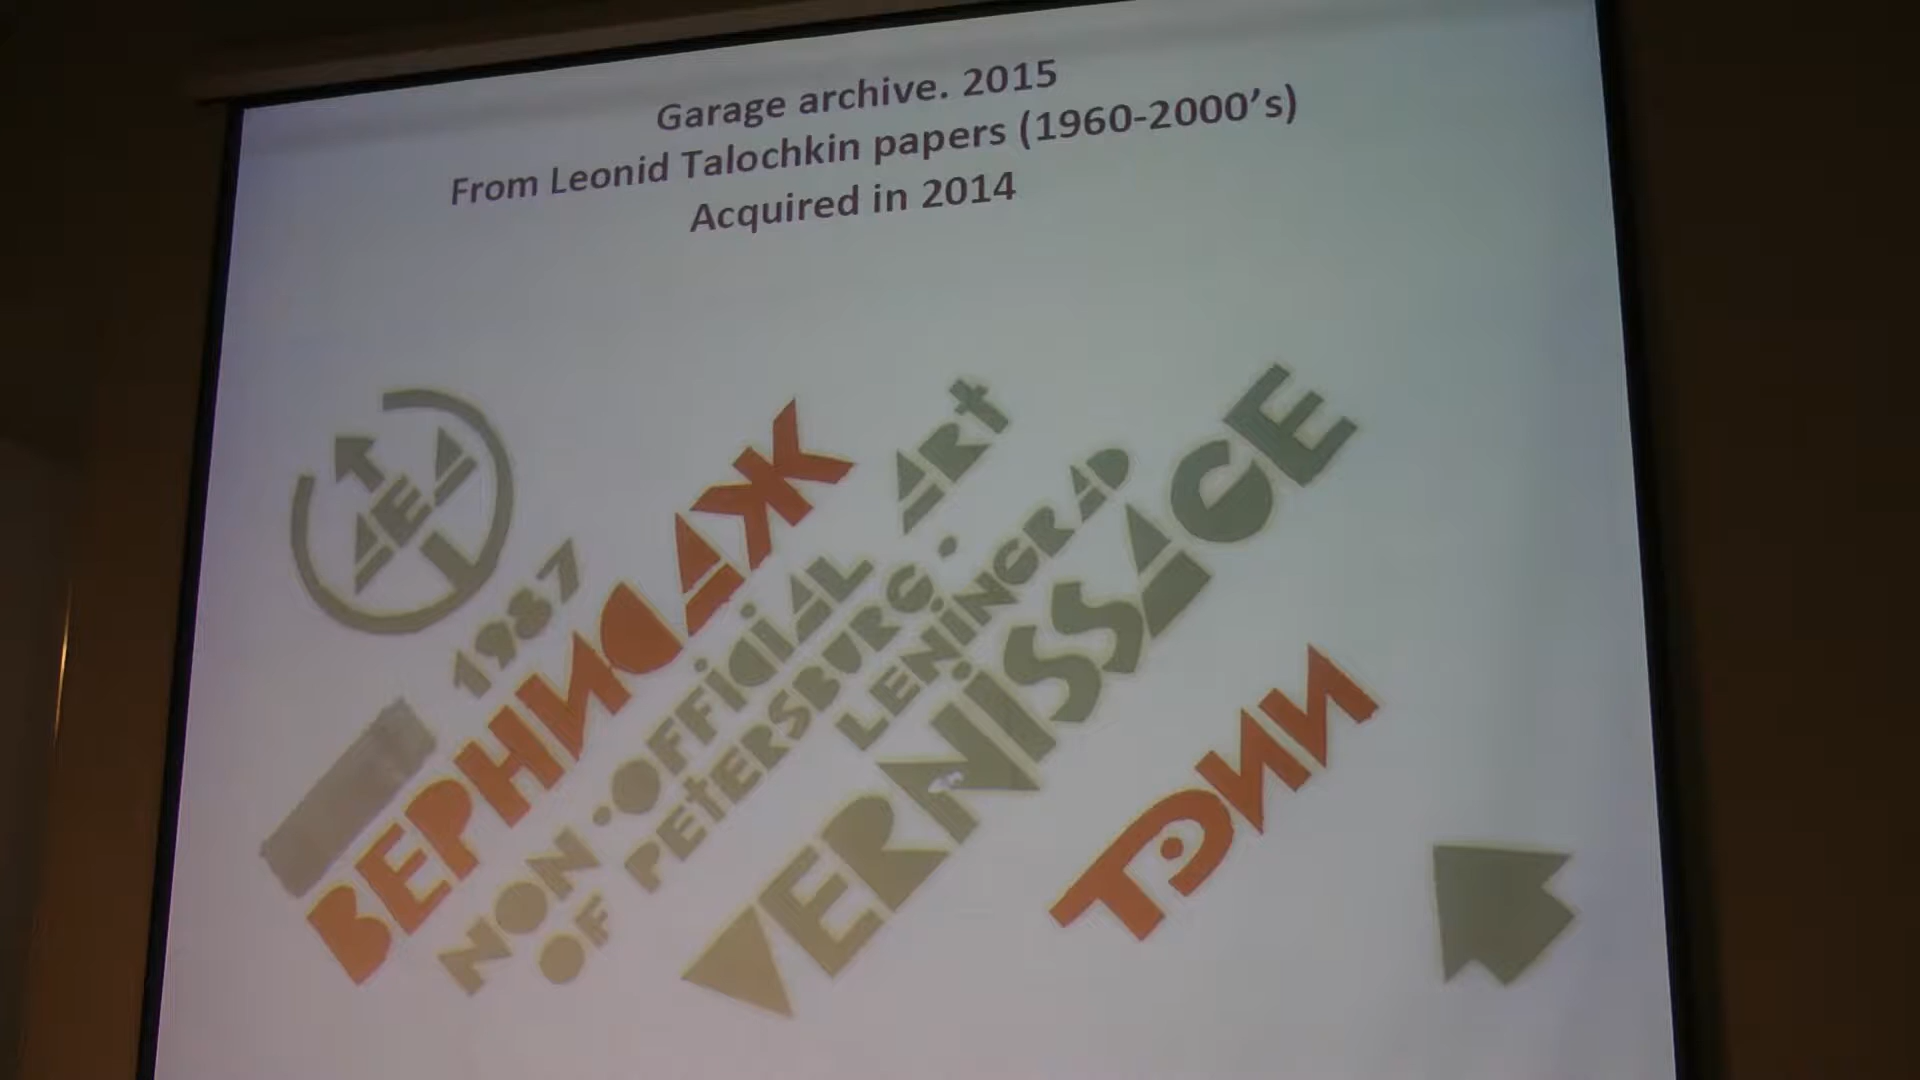 Garage archive. 2015
From Leonid Talochkin papers (1960-2000's)
Acquired in 2014
1987
ВЕРНИСАЖ
NON·OFFiCiAL ARt
OF PEtERSBURG·
LENiNGRAD
VERNiSSAGE
ТЭИИ